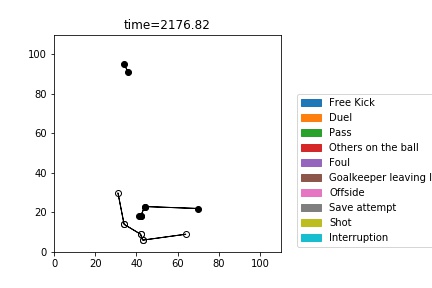 time=2176.82
100
80
60
40
20
0
0 20 40 60 80 100
Free Kick
Duel
Pass
Others on the ball
Foul
Goalkeeper leaving l
Offside
Save attempt
Shot
Interruption